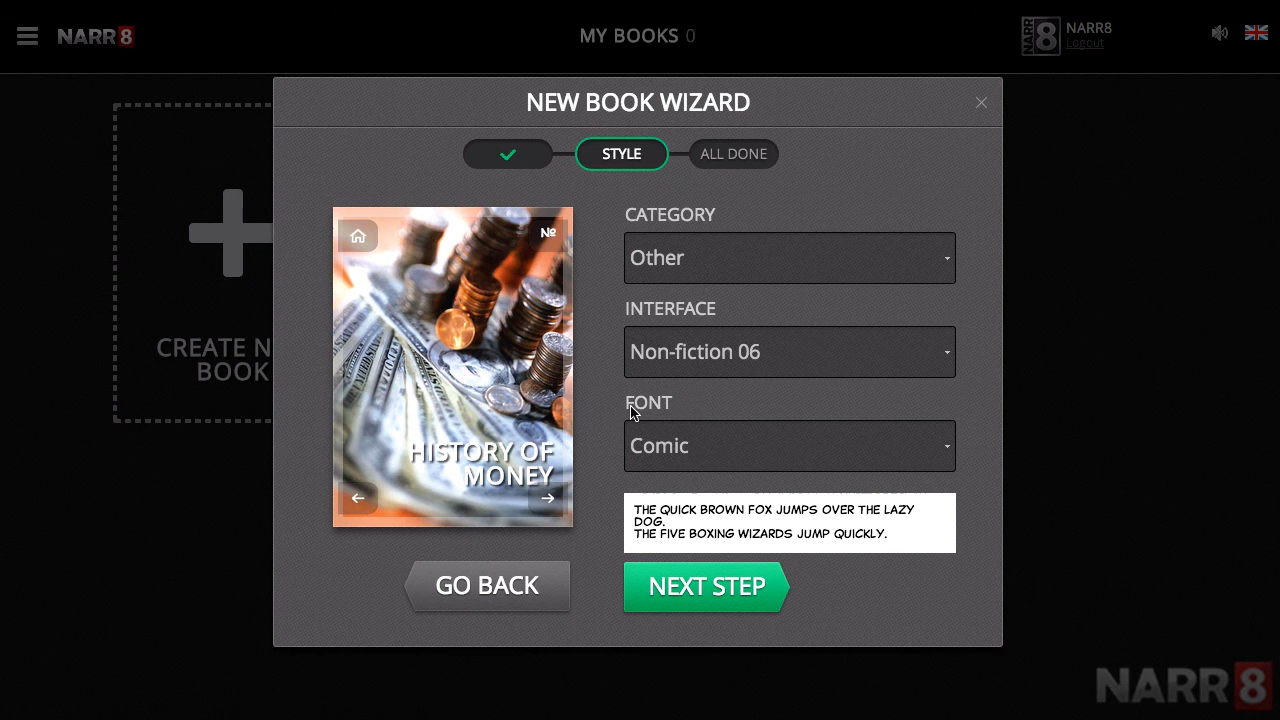 NARR8
MY BOOKS 0
NARR8
NARR8
Logout
NEW BOOK WIZARD
STYLE
ALL DONE
CREATE N
BOOK
№
HISTORY OF
MONEY
CATEGORY
Other
INTERFACE
Non-fiction 06
FONT
Comic
THE QUICK BROWN FOX JUMPS OVER THE LAZY
DOG.
THE FIVE BOXING WIZARDS JUMP QUICKLY.
GO BACK
NEXT STEP
NARR8